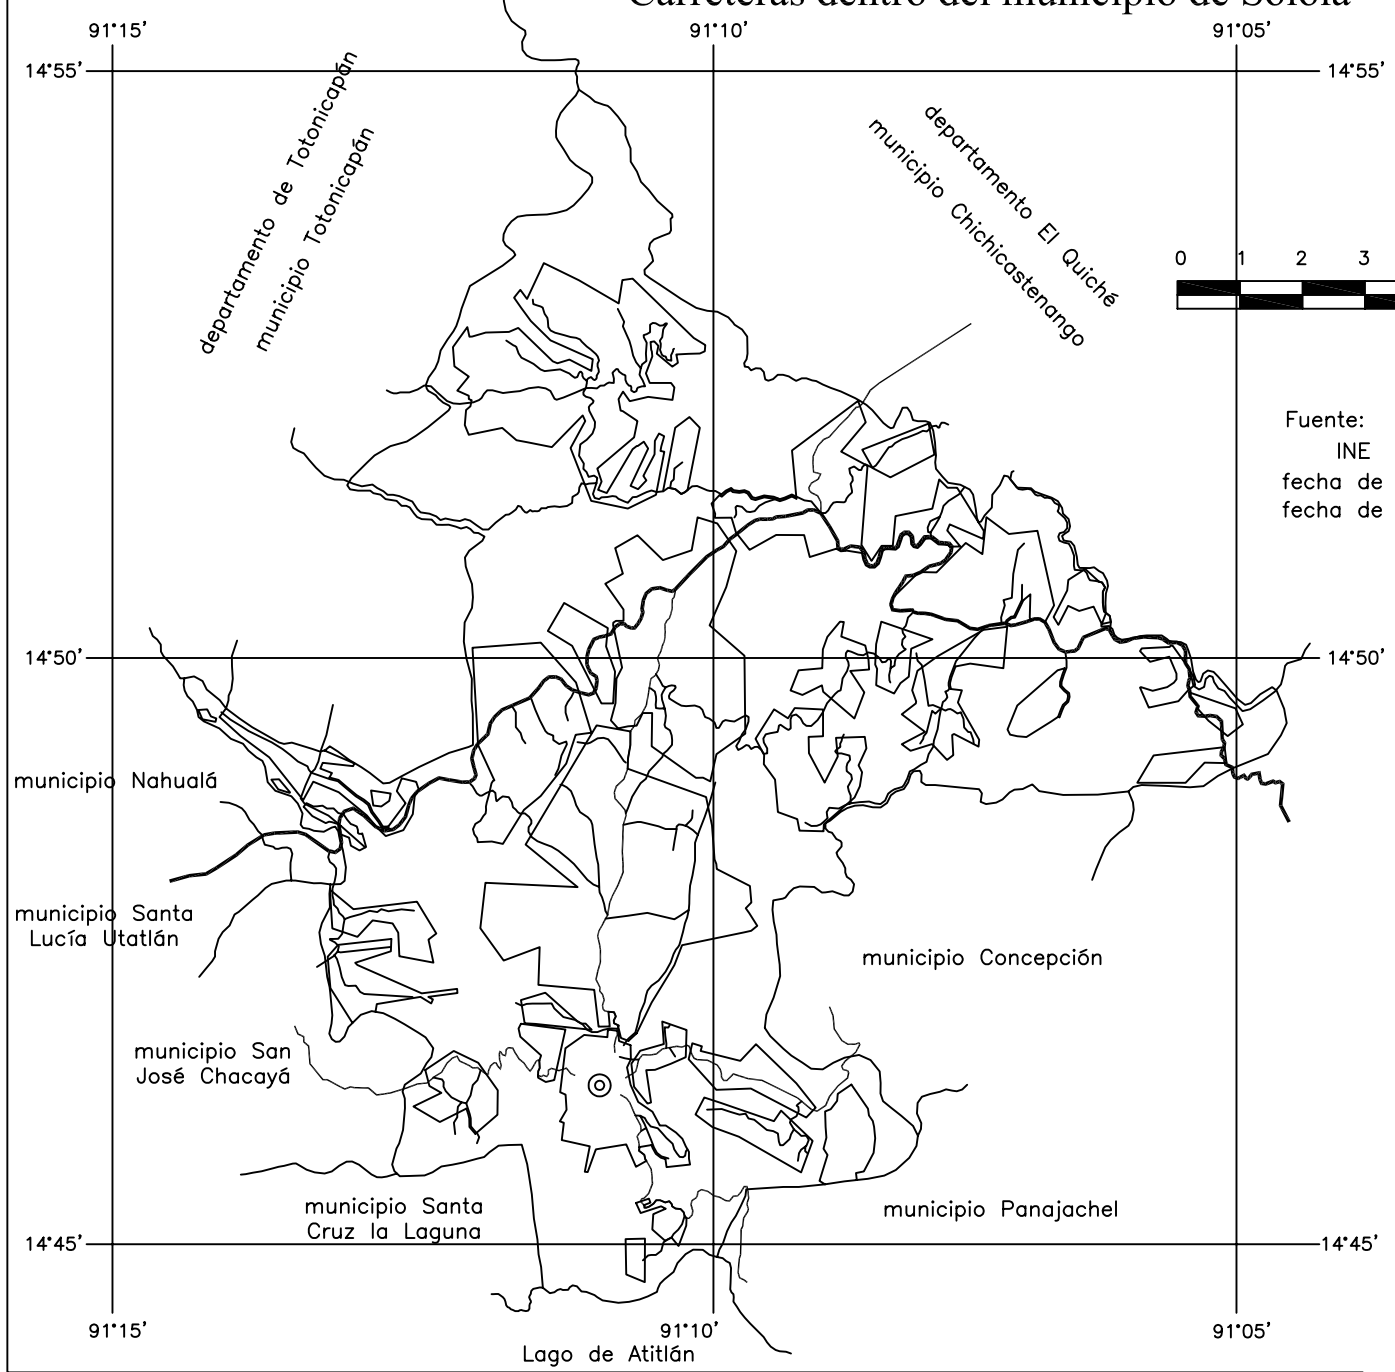 Carreteras dentro del municipio de Sololá
91°15'
91°10'
91°05'
14°55'
14°55'
departamento de Totonicapán
municipio Totonicapán
departamento El Quiché
municipio Chichicastenango
0 1 2 3
Fuente:
INE
fecha de
fecha de
14°50'
14°50'
municipio Nahualá
municipio Santa
Lucía Utatlán
municipio Concepción
municipio San
José Chacayá
municipio Santa
Cruz la Laguna
municipio Panajachel
14°45'
14°45'
91°15'
91°10'
91°05'
Lago de Atitlán